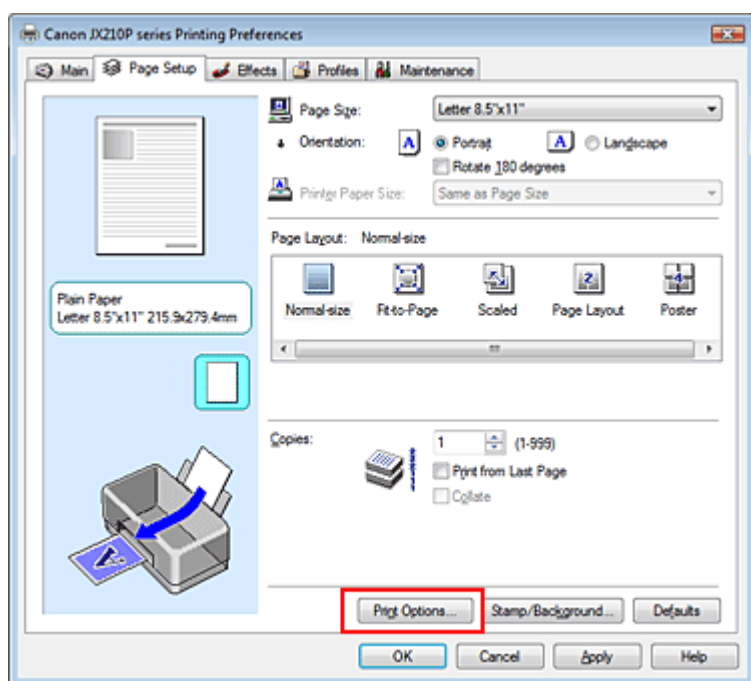 Canon JX210P series Printing Preferences
Main Page Setup Effects Profiles Maintenance
Page Size: Letter 8.5"x11"
Orientation: A Portrait A Landscape
Rotate 180 degrees
Printer Paper Size: Same as Page Size
Page Layout: Normal-size
Normal-size Fit-to-Page Scaled Page Layout Poster
Plain Paper
Letter 8.5"x11" 215.9x279.4mm
Copies: 1 (1-999)
Print from Last Page
Collate
Print Options... Stamp/Background... Defaults
OK Cancel Apply Help